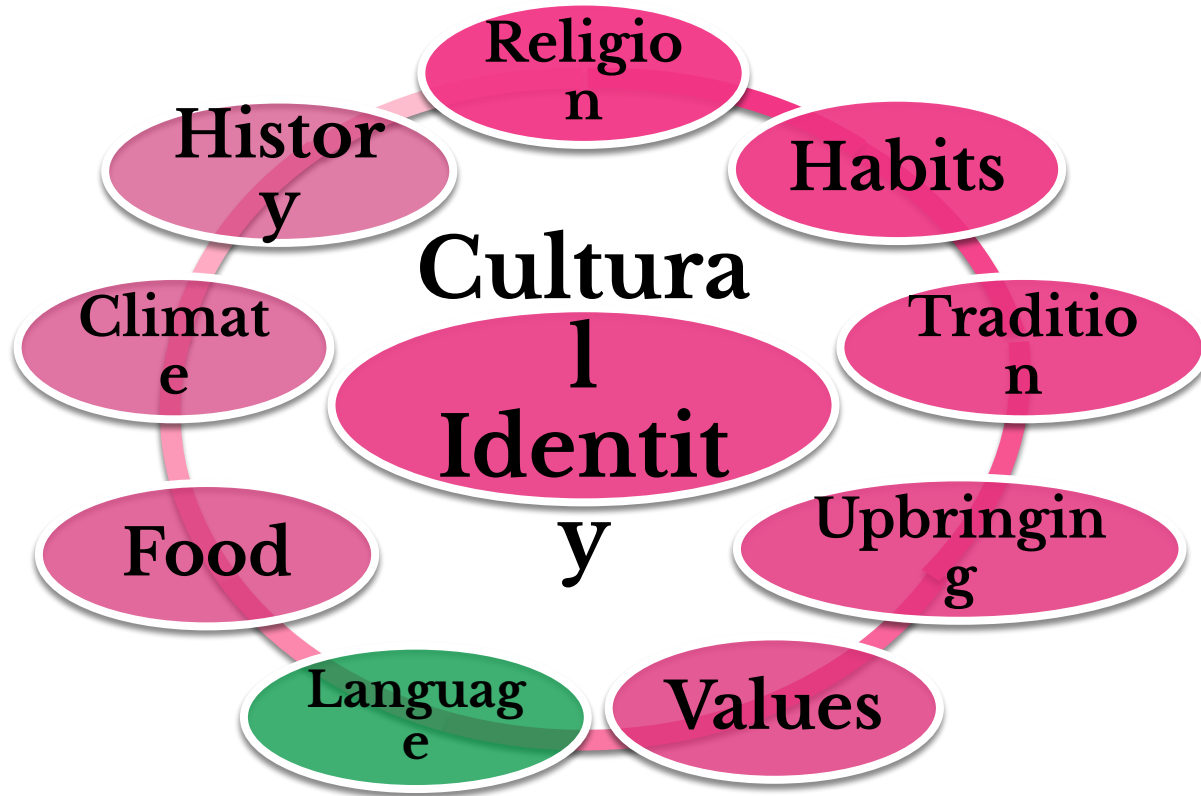 Religio
n
Habits
Traditio
n
Upbringin
g
Values
Languag
e
Food
Climat
e
Histor
y
Cultura
l
Identit
y